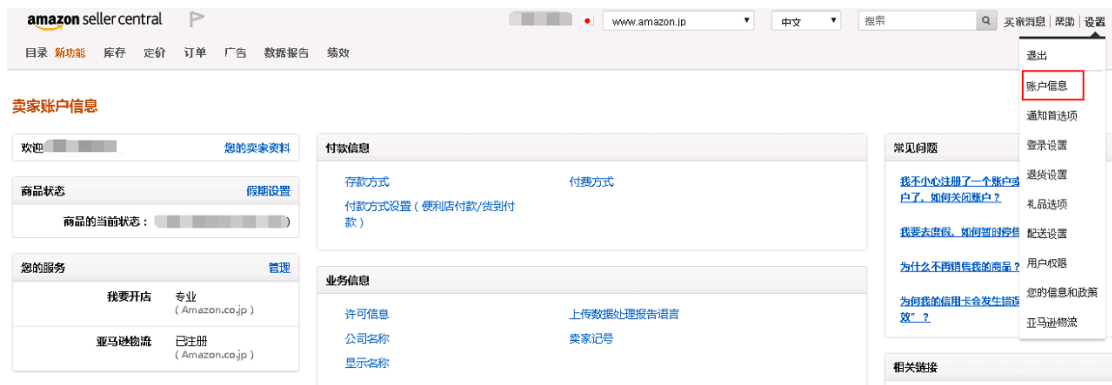 amazon seller central
www.amazon.jp
中文
搜索
买家消息 | 帮助 | 设置
目录 新功能 库存 定价 订单 广告 数据报告 绩效
退出
账户信息
通知首选项
登录设置
退货设置
礼品选项
配送设置
用户权限
您的信息和政策
亚马逊物流
卖家账户信息
欢迎
您的卖家资料
商品状态
假期设置
商品的当前状态：
)
您的服务
管理
我要开店
专业
( Amazon.co.jp )
亚马逊物流
已注册
( Amazon.co.jp )
付款信息
存款方式
付费方式
付款方式设置 ( 便利店付款/货到付
款 )
业务信息
许可信息
上传数据处理报告语言
公司名称
卖家记号
显示名称
常见问题
我不小心注册了一个账户或
户了，如何关闭账户？
我要去度假，如何暂时停售
为什么不再销售我的商品？
为何我的信用卡会发生错误
效” ？
相关链接